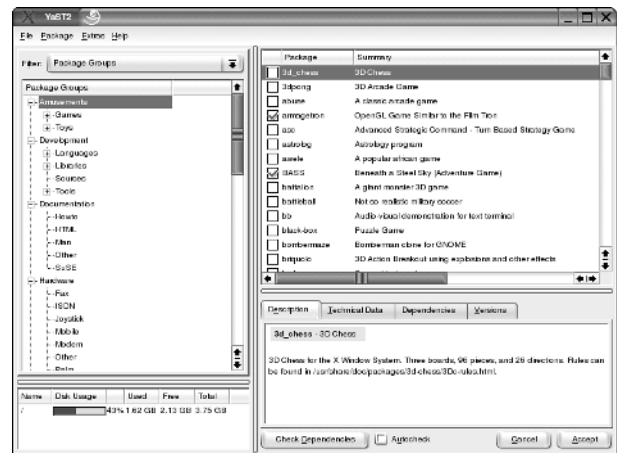 YaST2
File Package Extras Help
Filter: Package Groups
Package Groups
Amusements
Games
Toys
Development
Languages
Libraries
Sources
Tools
Documentation
Howto
HTML
Man
Other
SuSE
Hardware
Fax
ISDN
Joystick
Mobile
Modem
Other
Palm
Name Disk Usage Used Free Total
/ 43% 1.62 GB 2.13 GB 3.75 GB
Package Summary
3d_chess 3D Chess
3dpong 3D Arcade Game
abuse A classic arcade game
armagetron OpenGL Game Similar to the Film Tron
asc Advanced Strategic Command - Turn Based Strategy Game
astrolog Astrology program
awele A popular african game
BASS Beneath a Steel Sky (Adventure Game)
battalion A giant monster 3D game
battleball Not so realistic military soccer
bb Audio-visual demonstration for text terminal
black-box Puzzle Game
bombermaze Bomberman clone for GNOME
briquolo 3D Action Breakout using explosions and other effects
Description Technical Data Dependencies Versions
3d_chess - 3D Chess
3D Chess for the X Window System. Three boards, 96 pieces, and 26 directions. Rules can
be found in /usr/share/doc/packages/3d-chess/3Dc-rules.html.
Check Dependencies Autocheck Cancel Accept